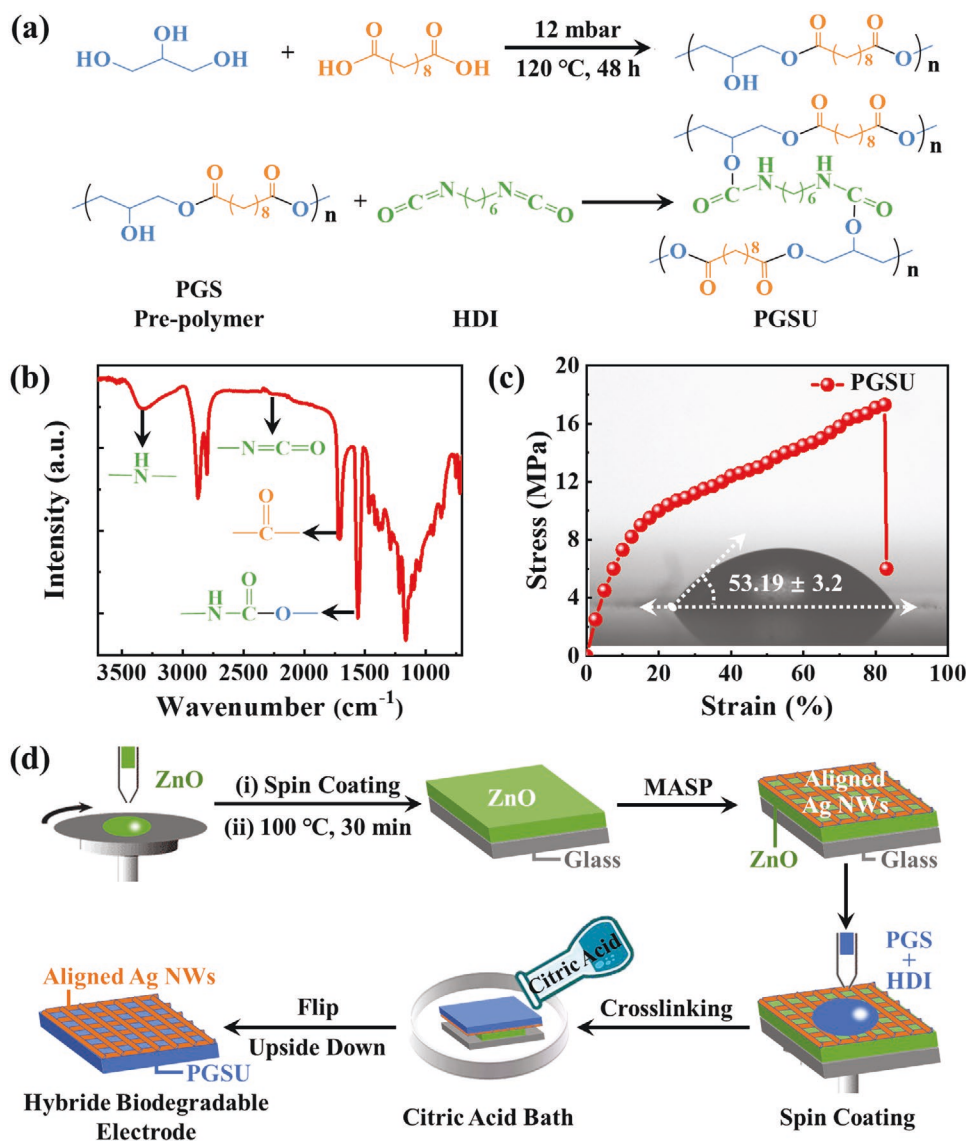 (a)
OH
HO
OH
+
O
O
HO
8
OH
12 mbar
120 °C, 48 h
O
O
( O 8 O ) n
OH
O
O
( O 8 O ) n
OH
+
O=C=N
6
N=C=O
O
O
( O 8 O ) n
O
H
H
O
N
6
N
O
O
( O 8 O ) n
O
O
PGS
Pre-polymer
HDI
PGSU
(b)
Intensity (a.u.)
H
N
N=C=O
O
C
H O
N C O
3500 3000 2500 2000 1500 1000
Wavenumber (cm-1)
(c)
PGSU
Stress (MPa)
20
16
12
8
4
0
53.19 ± 3.2
0 20 40 60 80 100
Strain (%)
(d)
ZnO
(i) Spin Coating
(ii) 100 °C, 30 min
ZnO
Glass
MASP
Aligned
Ag NWs
ZnO
Glass
PGS
+
HDI
Spin Coating
Crosslinking
Citric Acid
Citric Acid Bath
Flip
Upside Down
Aligned Ag NWs
PGSU
Hybride Biodegradable
Electrode